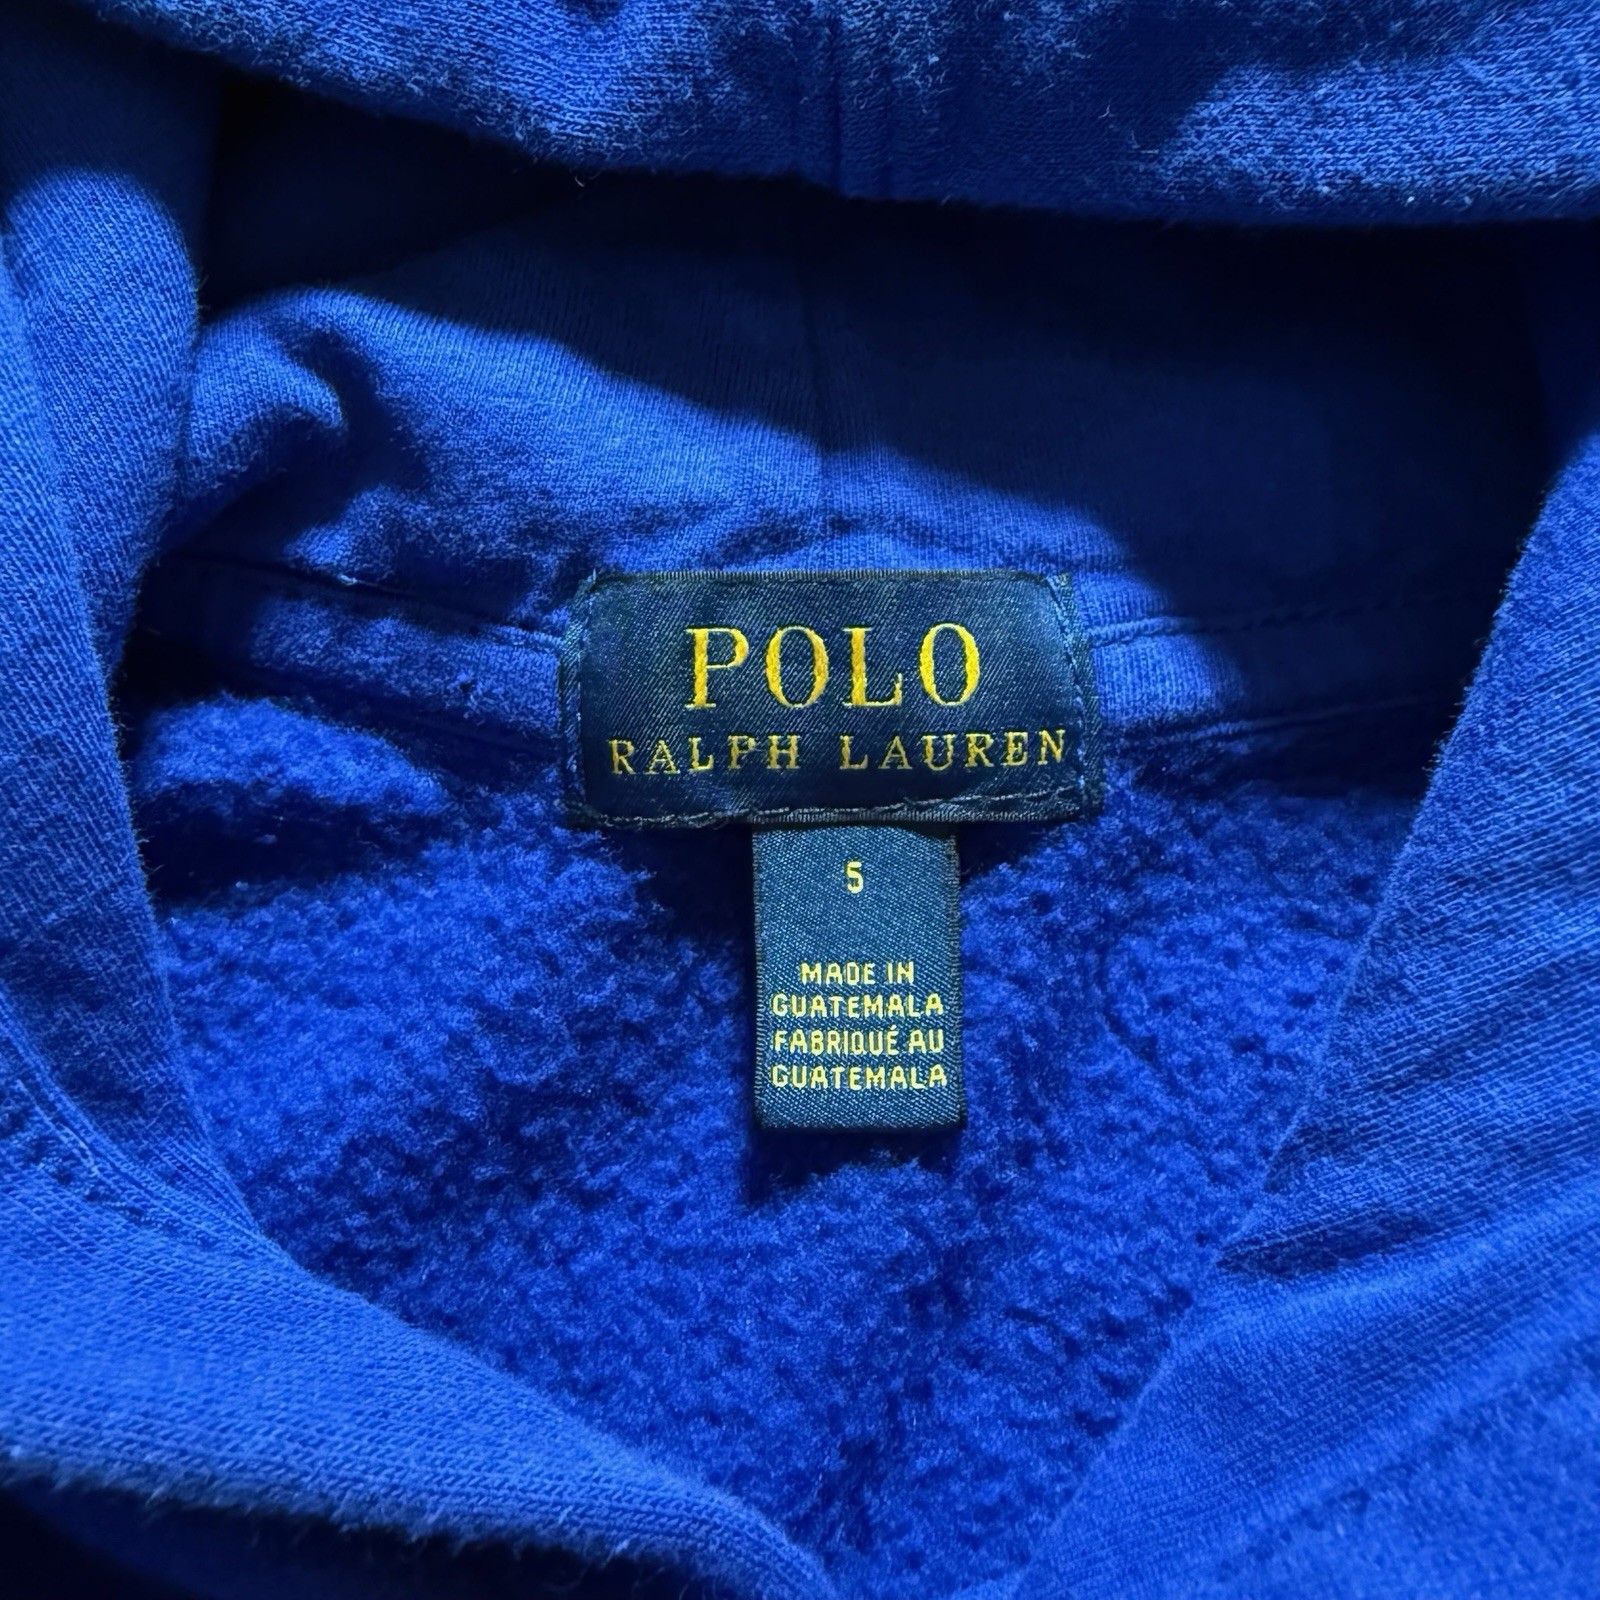 POLO
RALPH LAUREN
5
MADE IN
GUATEMALA
FABRIQUÉ AU
GUATEMALA